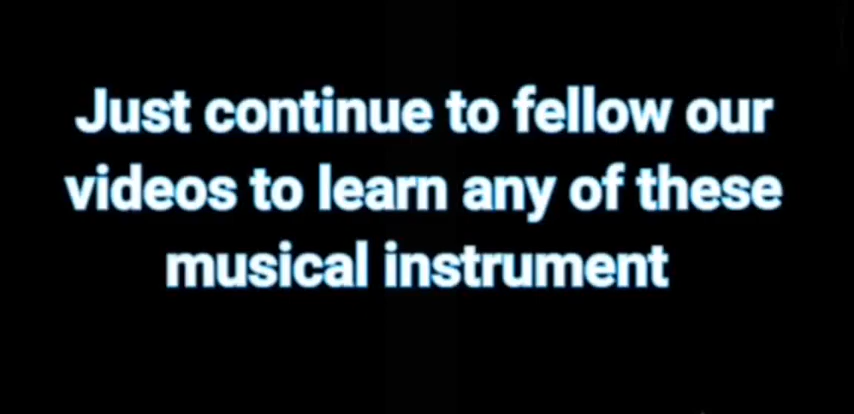 Just continue to fellow our
videos to learn any of these
musical instrument